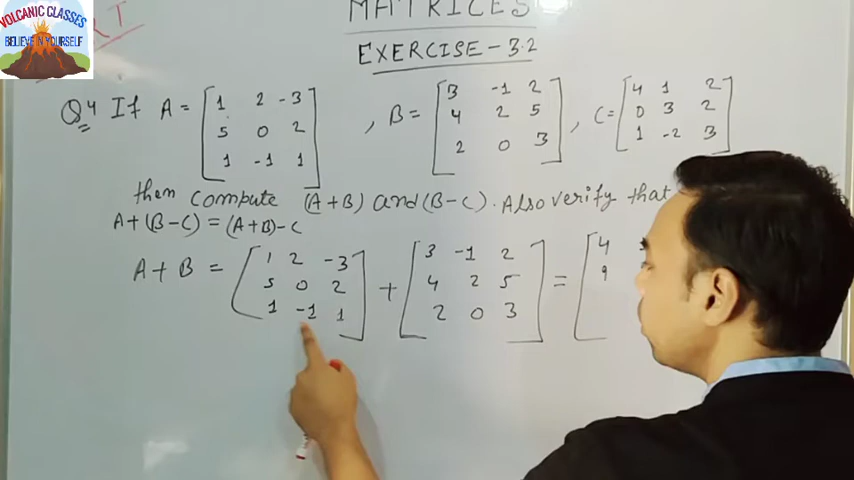 VOLCANIC CLASSES
BELIEVE IN YOURSELF
RT
MATRICES
EXERCISE-3.2
Q4 If A = [1 2 -3 , B = [3 -1 2 , C = [4 1 2
5 0 2 4 2 5 0 3 2
1 -1 1] 2 0 3] 1 -2 3]
then compute (A+B) and (B-C). Also verify that
A+(B-C) = (A+B)-C
A+B = [1 2 -3 + [3 -1 2 = [4
5 0 2 4 2 5 9
1 -1 1] 2 0 3]